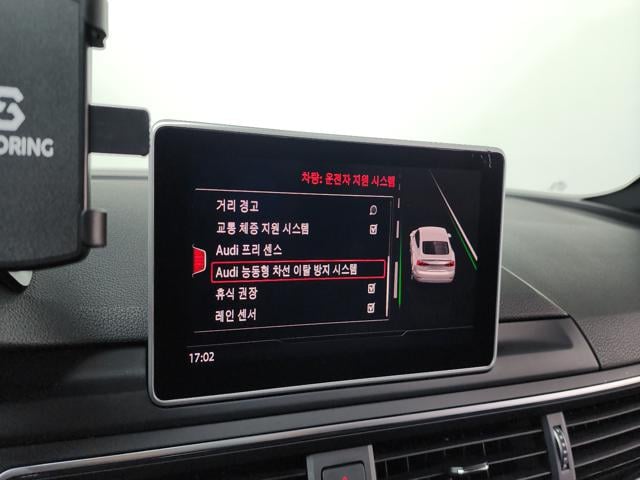 차량: 운전자 지원 시스템
거리 경고
교통 체증 지원 시스템
Audi 프리 센스
Audi 능동형 차선 이탈 방지 시스템
휴식 권장
레인 센서
17:02